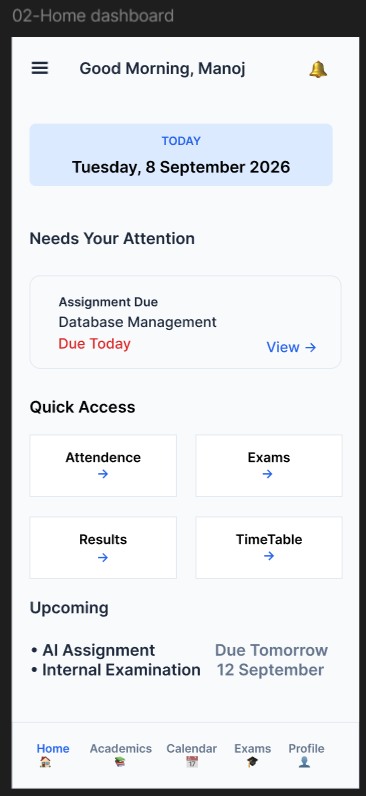 02-Home dashboard
Good Morning, Manoj
TODAY
Tuesday, 8 September 2026
Needs Your Attention
Assignment Due
Database Management
Due Today
View →
Quick Access
Attendence
→
Exams
→
Results
→
TimeTable
→
Upcoming
• AI Assignment Due Tomorrow
• Internal Examination 12 September
Home Academics Calendar Exams Profile